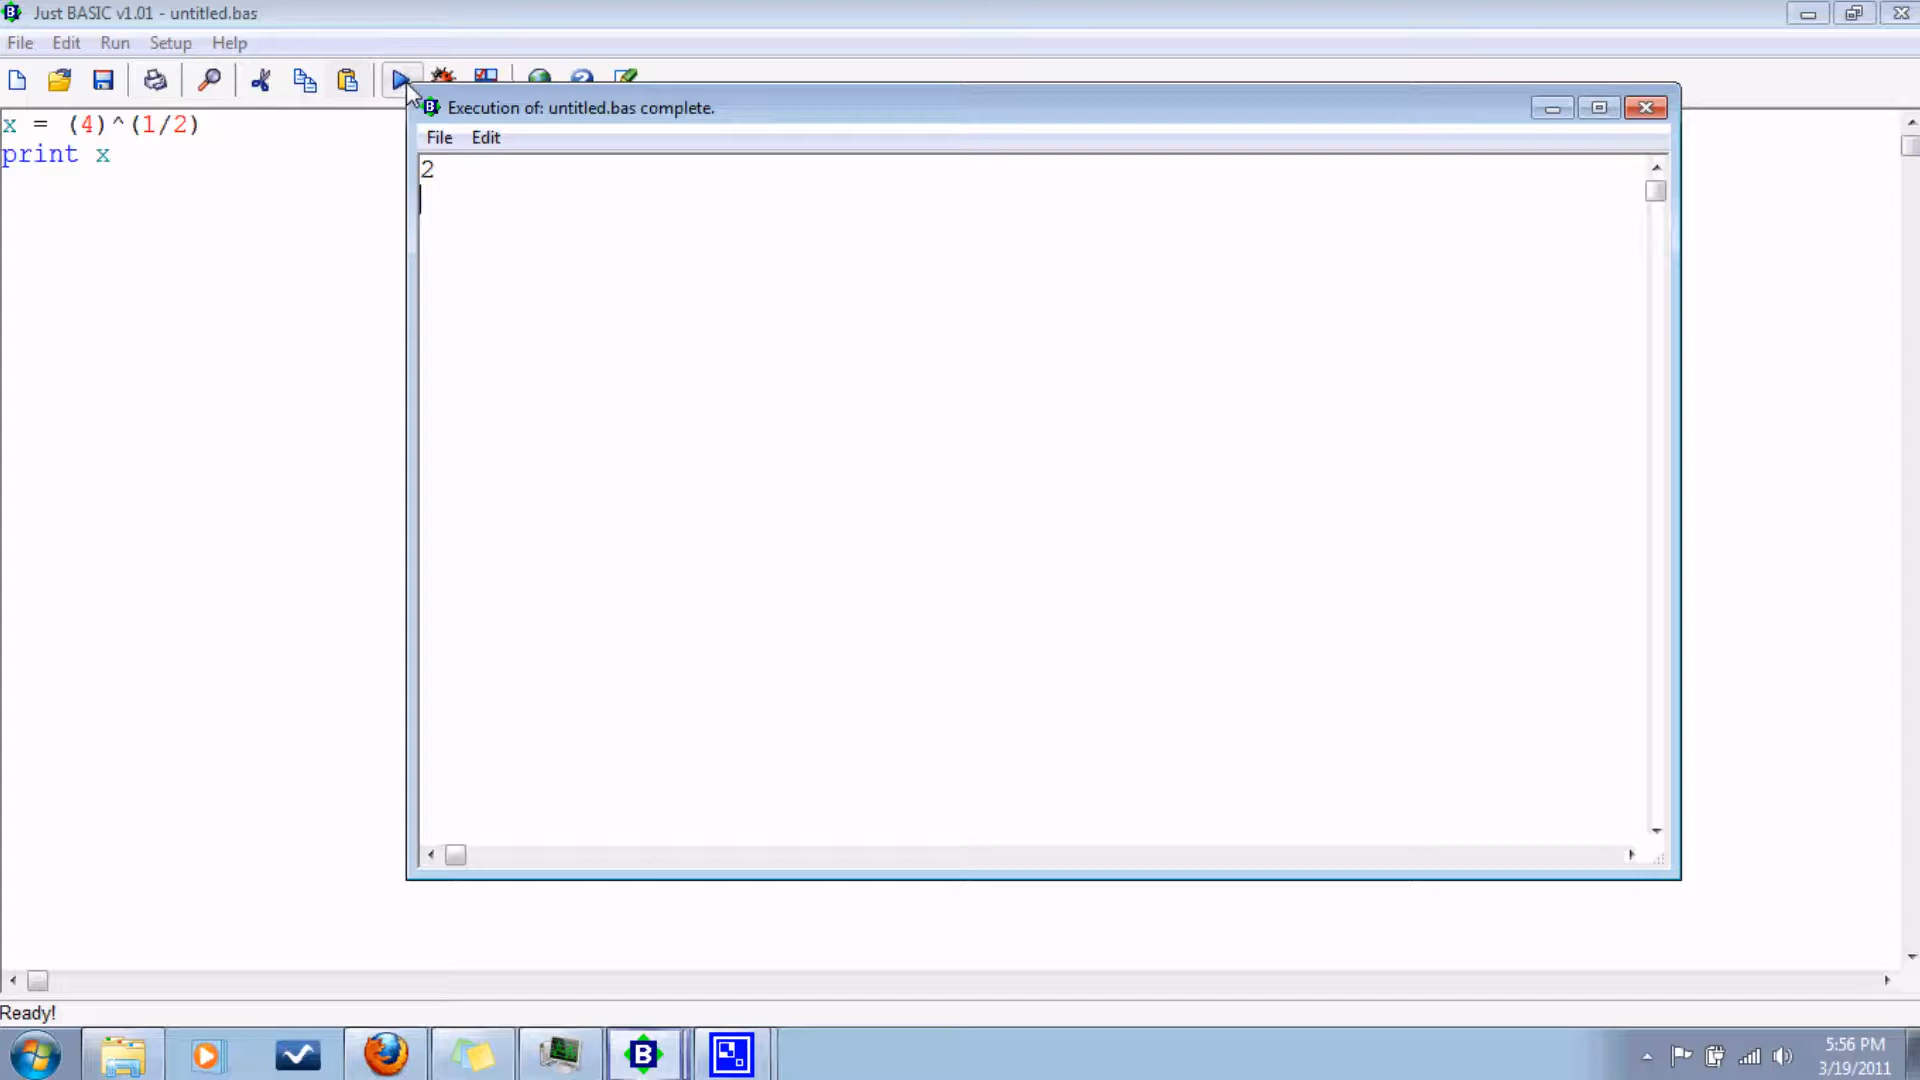 Just BASIC v1.01 - untitled.bas
File Edit Run Setup Help
x = (4)^(1/2)
print x
Execution of: untitled.bas complete.
File Edit
2
Ready!
5:56 PM
3/19/2011